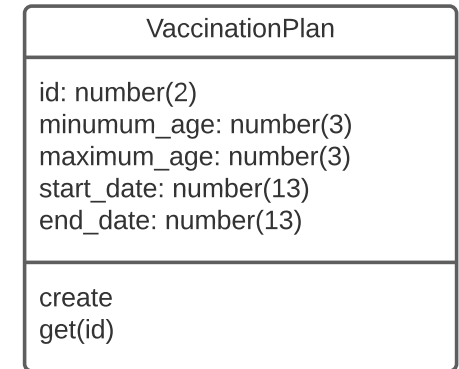 VaccinationPlan
id: number(2)
minumum_age: number(3)
maximum_age: number(3)
start_date: number(13)
end_date: number(13)
create
get(id)